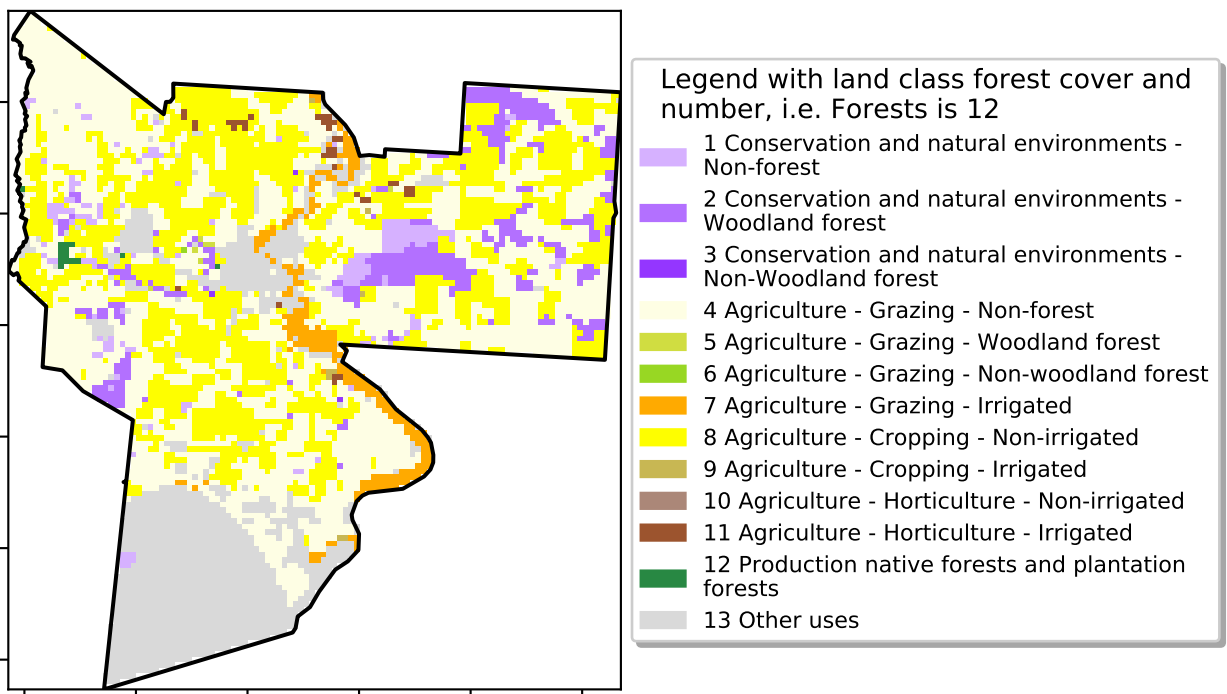 Legend with land class forest cover and
number, i.e. Forests is 12
1 Conservation and natural environments -
Non-forest
2 Conservation and natural environments -
Woodland forest
3 Conservation and natural environments -
Non-Woodland forest
4 Agriculture - Grazing - Non-forest
5 Agriculture - Grazing - Woodland forest
6 Agriculture - Grazing - Non-woodland forest
7 Agriculture - Grazing - Irrigated
8 Agriculture - Cropping - Non-irrigated
9 Agriculture - Cropping - Irrigated
10 Agriculture - Horticulture - Non-irrigated
11 Agriculture - Horticulture - Irrigated
12 Production native forests and plantation
forests
13 Other uses